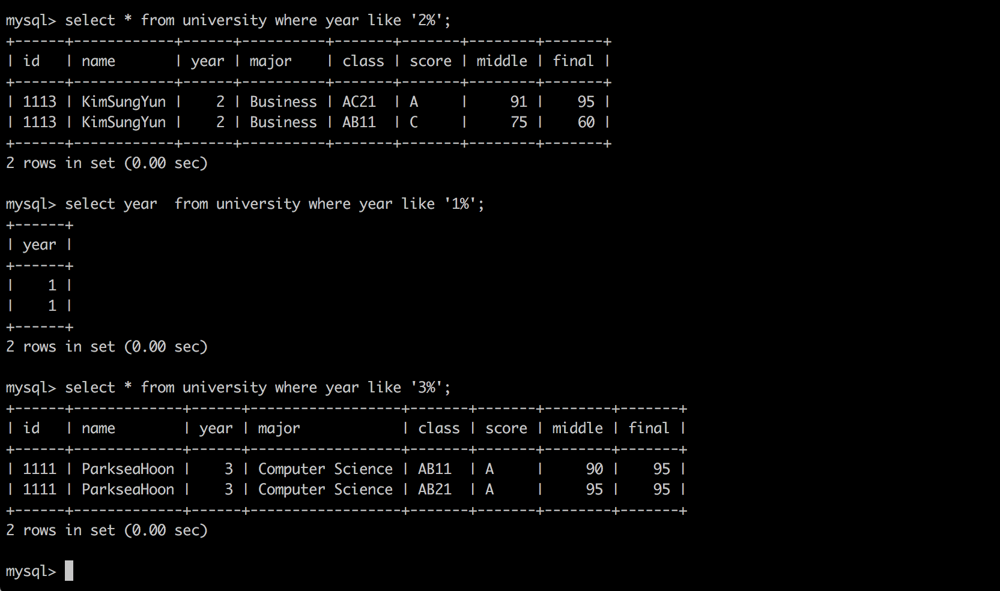 mysql> select * from university where year like '2%';
+------+------------+------+----------+-------+-------+--------+-------+
| id   | name       | year | major    | class | score | middle | final |
+------+------------+------+----------+-------+-------+--------+-------+
| 1113 | KimSungYun |    2 | Business | AC21  | A     |     91 |    95 |
| 1113 | KimSungYun |    2 | Business | AB11  | C     |     75 |    60 |
+------+------------+------+----------+-------+-------+--------+-------+
2 rows in set (0.00 sec)

mysql> select year  from university where year like '1%';
+------+
| year |
+------+
|    1 |
|    1 |
+------+
2 rows in set (0.00 sec)

mysql> select * from university where year like '3%';
+------+-------------+------+------------------+-------+-------+--------+-------+
| id   | name        | year | major            | class | score | middle | final |
+------+-------------+------+------------------+-------+-------+--------+-------+
| 1111 | ParkseaHoon |    3 | Computer Science | AB11  | A     |     90 |    95 |
| 1111 | ParkseaHoon |    3 | Computer Science | AB21  | A     |     95 |    95 |
+------+-------------+------+------------------+-------+-------+--------+-------+
2 rows in set (0.00 sec)

mysql>